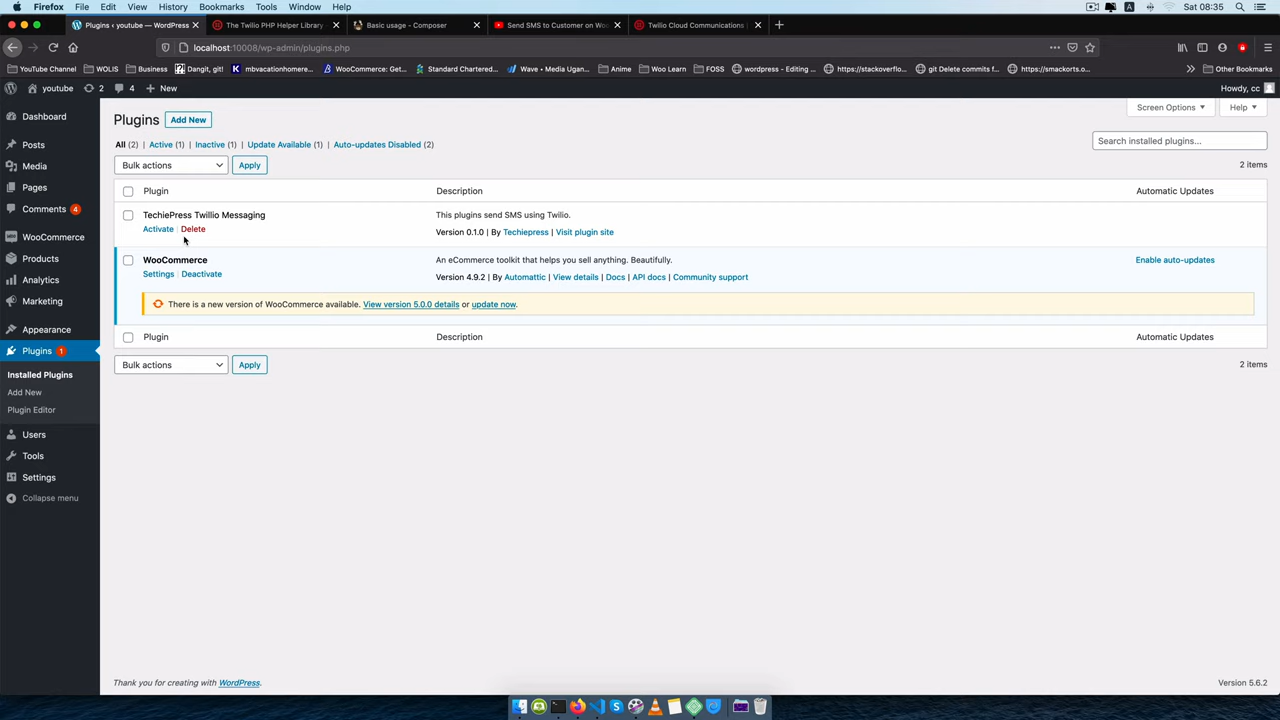 Firefox File Edit View History Bookmarks Tools Window Help Sat 08:35
Plugins ‹ youtube — WordPress The Twilio PHP Helper Library Basic usage - Composer Send SMS to Customer on Woo Twilio Cloud Communications
localhost:10008/wp-admin/plugins.php
YouTube Channel WOLIS Business Dangit, git! mbvacationhomere... WooCommerce: Get... Standard Chartered... Wave • Media Ugan... Anime Woo Learn FOSS wordpress - Editing ... https://stackoverflo... git Delete commits f... https://smackorts.o... Other Bookmarks
youtube 2 4 New Howdy, cc
Screen Options Help
Dashboard
Posts
Media
Pages
Comments 4
WooCommerce
Products
Analytics
Marketing
Appearance
Plugins 1
Installed Plugins
Add New
Plugin Editor
Users
Tools
Settings
Collapse menu
Plugins Add New
All (2) | Active (1) | Inactive (1) | Update Available (1) | Auto-updates Disabled (2)
Search installed plugins...
Bulk actions Apply 2 items
Plugin Description Automatic Updates
TechiePress Twillio Messaging This plugins send SMS using Twilio.
Activate | Delete Version 0.1.0 | By Techiepress | Visit plugin site
WooCommerce An eCommerce toolkit that helps you sell anything. Beautifully. Enable auto-updates
Settings | Deactivate Version 4.9.2 | By Automattic | View details | Docs | API docs | Community support
There is a new version of WooCommerce available. View version 5.0.0 details or update now.
Plugin Description Automatic Updates
Bulk actions Apply 2 items
Thank you for creating with WordPress. Version 5.6.2